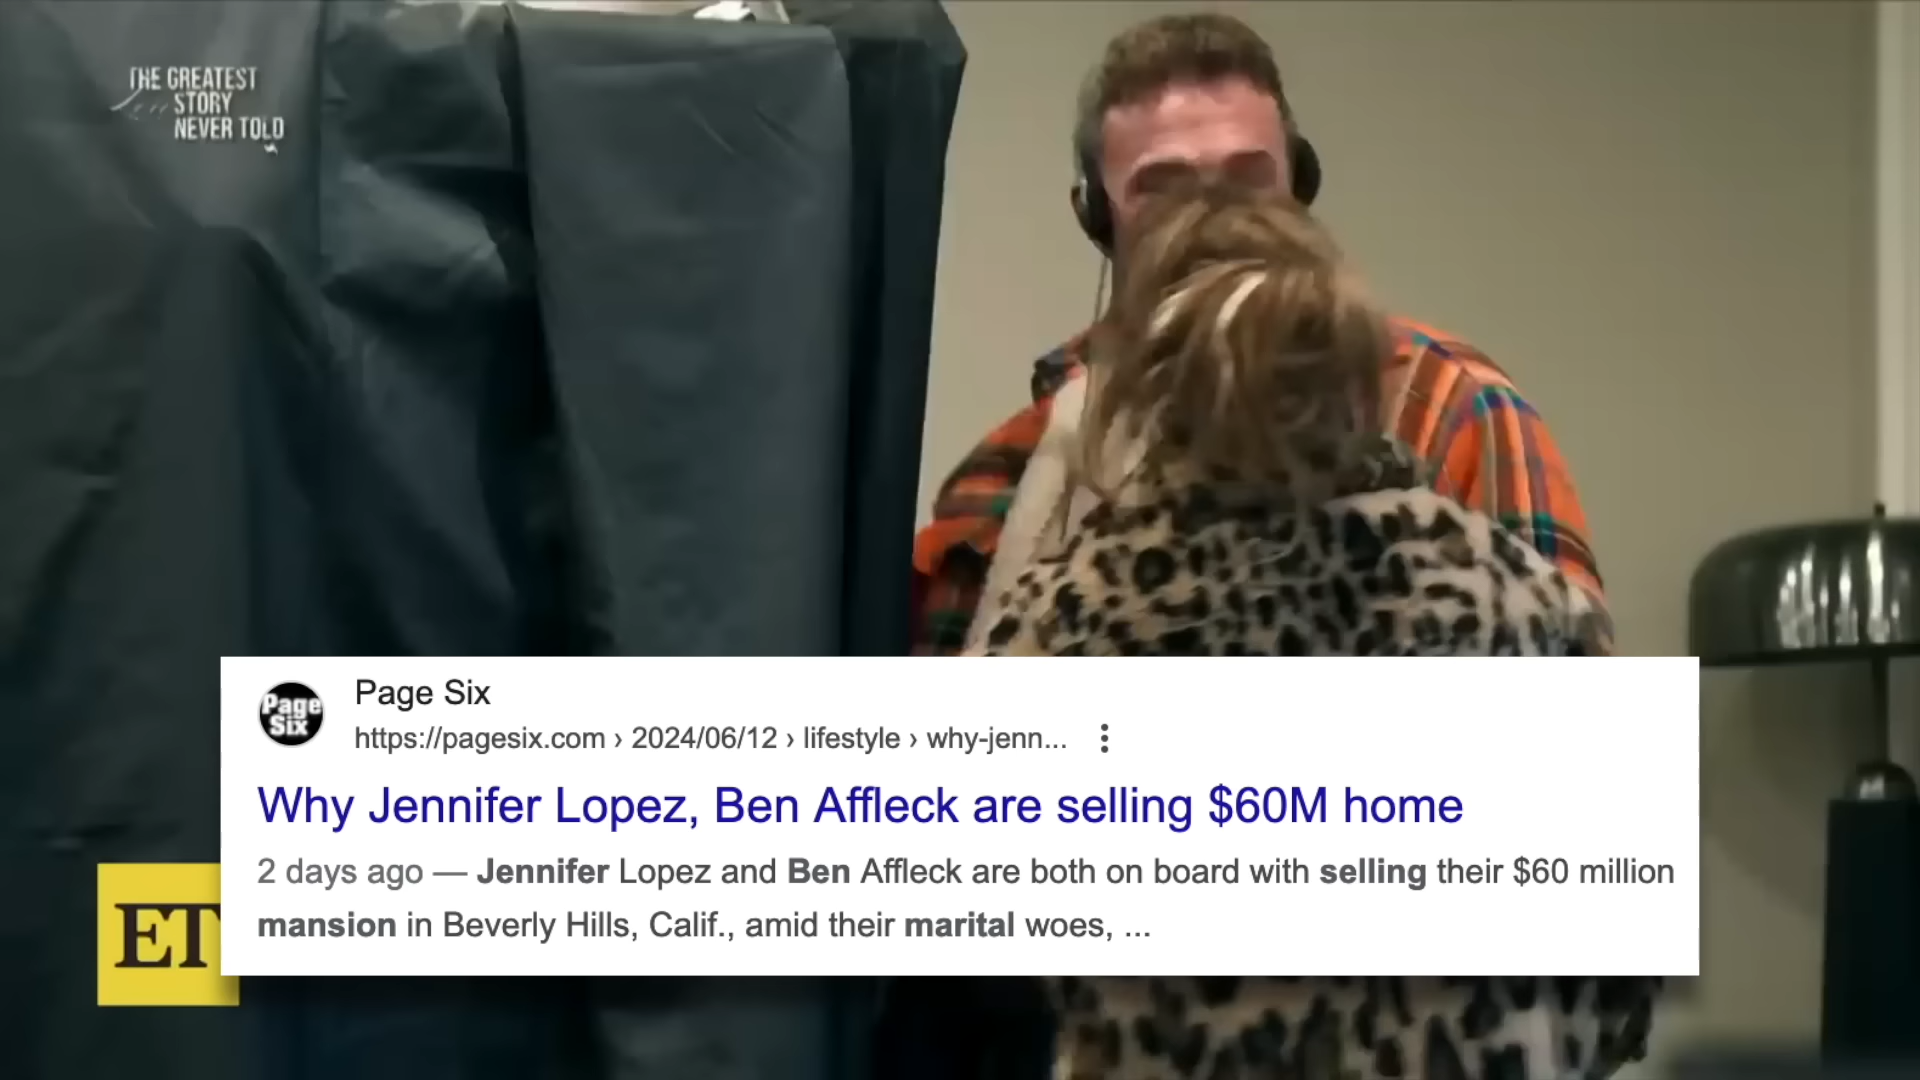 THE GREATEST
STORY
NEVER TOLD
Page Six
Page
Six
https://pagesix.com › 2024/06/12 › lifestyle › why-jenn...
Why Jennifer Lopez, Ben Affleck are selling $60M home
2 days ago — Jennifer Lopez and Ben Affleck are both on board with selling their $60 million
mansion in Beverly Hills, Calif., amid their marital woes, ...
ET